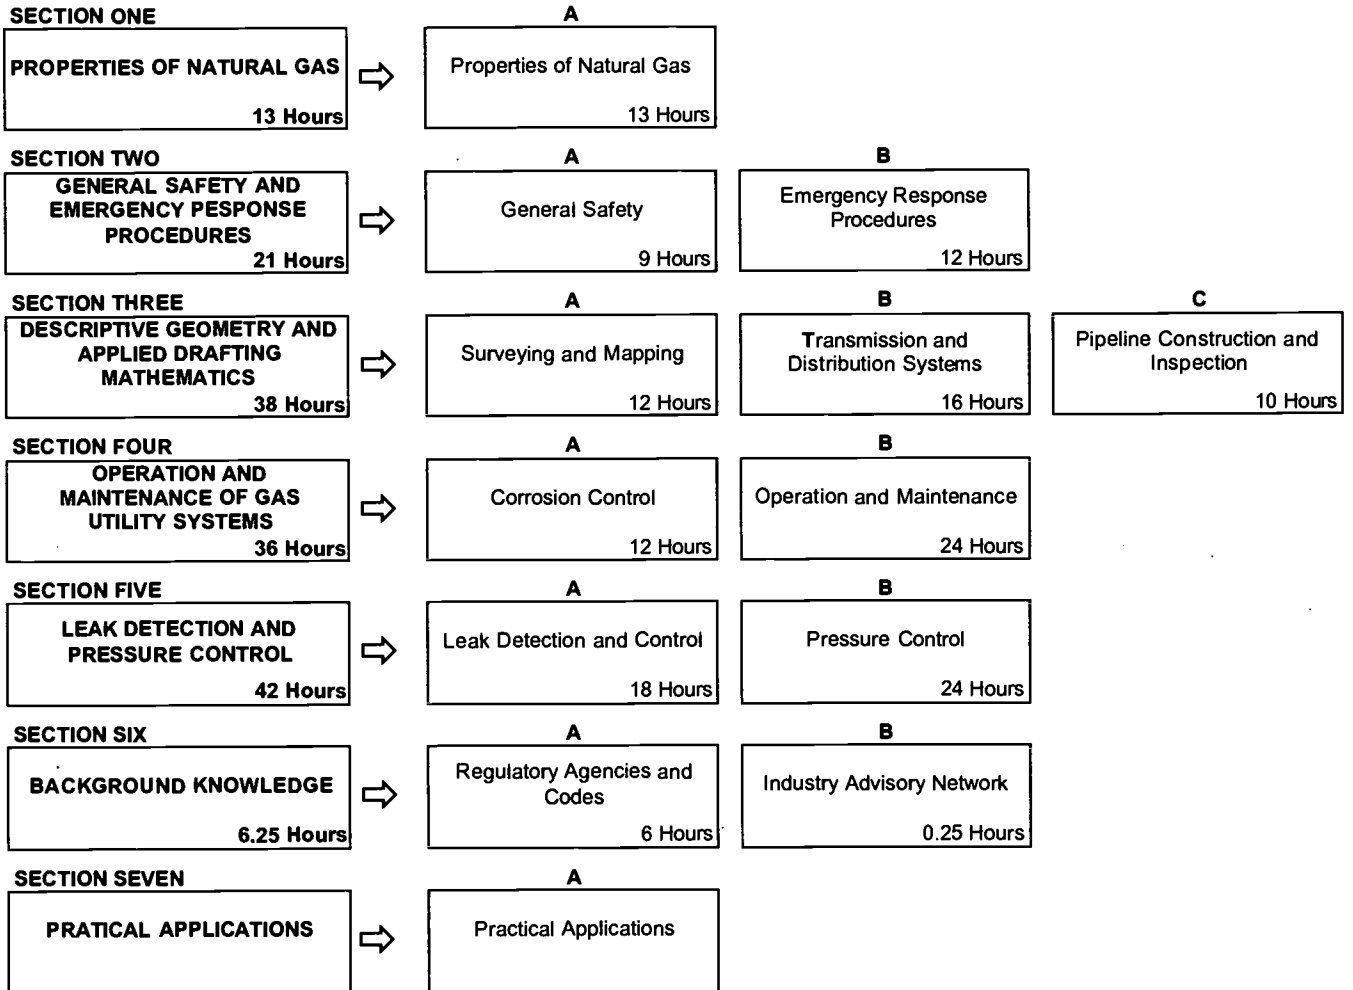 SECTION ONE
A
PROPERTIES OF NATURAL GAS
13 Hours
Properties of Natural Gas
13 Hours
SECTION TWO
A
B
GENERAL SAFETY AND
EMERGENCY PESPONSE
PROCEDURES
21 Hours
General Safety
9 Hours
Emergency Response
Procedures
12 Hours
SECTION THREE
A
B
C
DESCRIPTIVE GEOMETRY AND
APPLIED DRAFTING
MATHEMATICS
38 Hours
Surveying and Mapping
12 Hours
Transmission and
Distribution Systems
16 Hours
Pipeline Construction and
Inspection
10 Hours
SECTION FOUR
A
B
OPERATION AND
MAINTENANCE OF GAS
UTILITY SYSTEMS
36 Hours
Corrosion Control
12 Hours
Operation and Maintenance
24 Hours
SECTION FIVE
A
B
LEAK DETECTION AND
PRESSURE CONTROL
42 Hours
Leak Detection and Control
18 Hours
Pressure Control
24 Hours
SECTION SIX
A
B
BACKGROUND KNOWLEDGE
6.25 Hours
Regulatory Agencies and
Codes
6 Hours
Industry Advisory Network
0.25 Hours
SECTION SEVEN
A
PRATICAL APPLICATIONS
Practical Applications